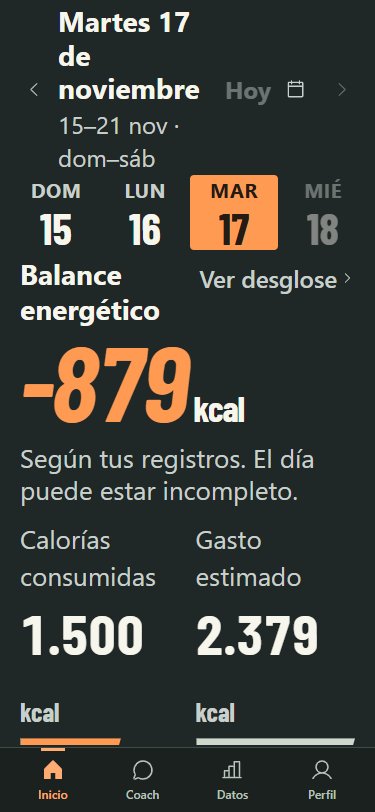 Martes 17
de
noviembre
Hoy
15–21 nov ·
dom–sáb
DOM LUN MAR MIÉ
15 16 17 18
Balance
energético
Ver desglose
-879 kcal
Según tus registros. El día
puede estar incompleto.
Calorías
consumidas
Gasto
estimado
1.500 2.379
kcal kcal
Inicio Coach Datos Perfil